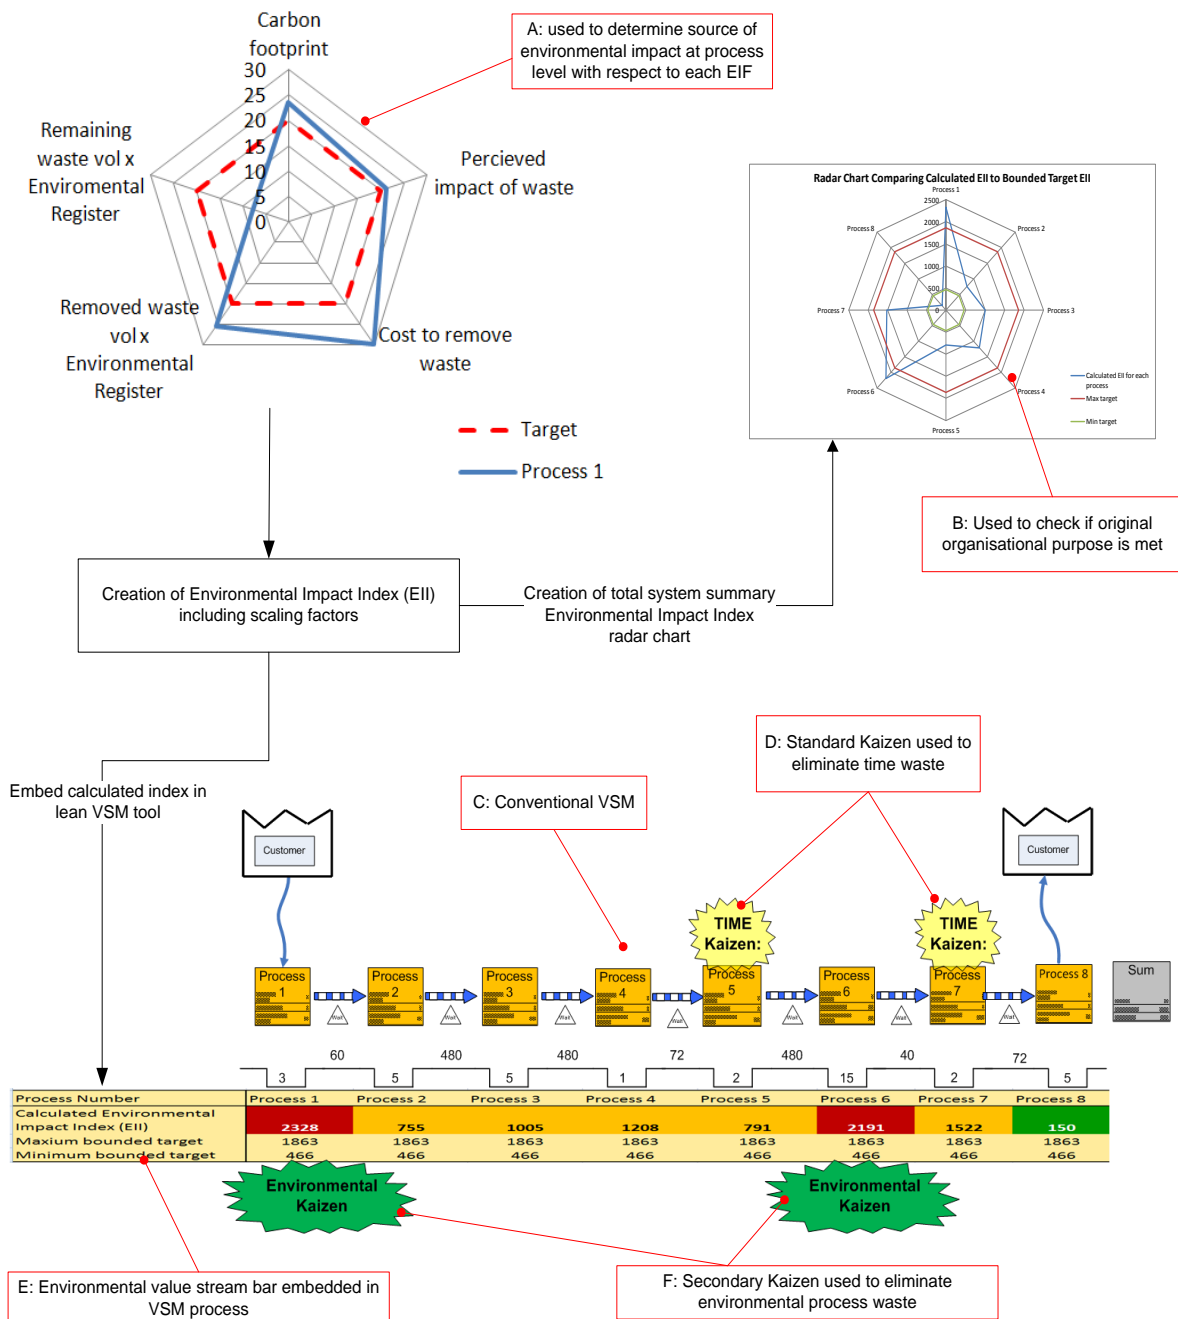 Carbon
footprint
30
25
20
15
10
5
0
Remaining
waste vol x
Enviromental
Register
Percieved
impact of waste
Removed waste
vol x
Environmental
Register
Cost to remove
waste
Target
Process 1
A: used to determine source of
environmental impact at process
level with respect to each EIF
Radar Chart Comparing Calculated EII to Bounded Target EII
Process 1
2500
2000
1500
1000
500
0
Process 2
Process 3
Process 4
Process 5
Process 6
Process 7
Process 8
Calculated EII for each
process
Max target
Min target
B: Used to check if original
organisational purpose is met
Creation of Environmental Impact Index (EII)
including scaling factors
Creation of total system summary
Environmental Impact Index
radar chart
Embed calculated index in
lean VSM tool
C: Conventional VSM
D: Standard Kaizen used to
eliminate time waste
Customer
Customer
TIME
Kaizen:
TIME
Kaizen:
Process
1
Process
2
Process
3
Process
4
Process
5
Process
6
Process
7
Process 8
Sum
Wait
Wait
Wait
Wait
Wait
Wait
Wait
60 480 480 72 480 40 72
3 5 5 1 2 15 2 5
Process Number Process 1 Process 2 Process 3 Process 4 Process 5 Process 6 Process 7 Process 8
Calculated Environmental
Impact Index (EII) 2328 755 1005 1208 791 2191 1522 150
Maxium bounded target 1863 1863 1863 1863 1863 1863 1863 1863
Minimum bounded target 466 466 466 466 466 466 466 466
Environmental
Kaizen
Environmental
Kaizen
E: Environmental value stream bar embedded in
VSM process
F: Secondary Kaizen used to eliminate
environmental process waste